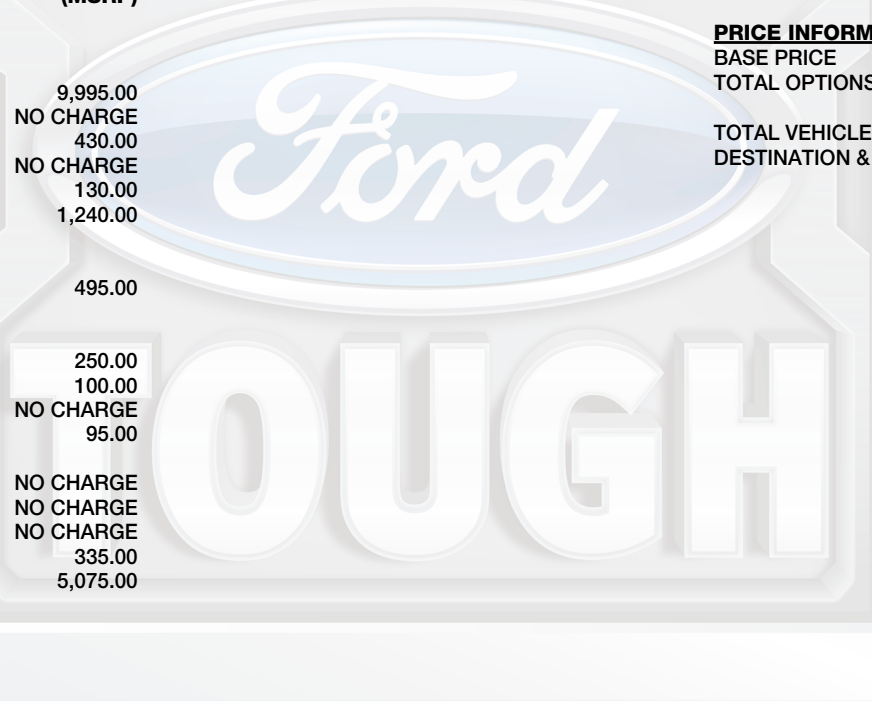 (MSRP)
9,995.00
NO CHARGE
430.00
NO CHARGE
130.00
1,240.00
495.00
250.00
100.00
NO CHARGE
95.00
NO CHARGE
NO CHARGE
NO CHARGE
335.00
5,075.00
PRICE INFORM
BASE PRICE
TOTAL OPTIONS
TOTAL VEHICLE
DESTINATION &
Ford
TOUGH